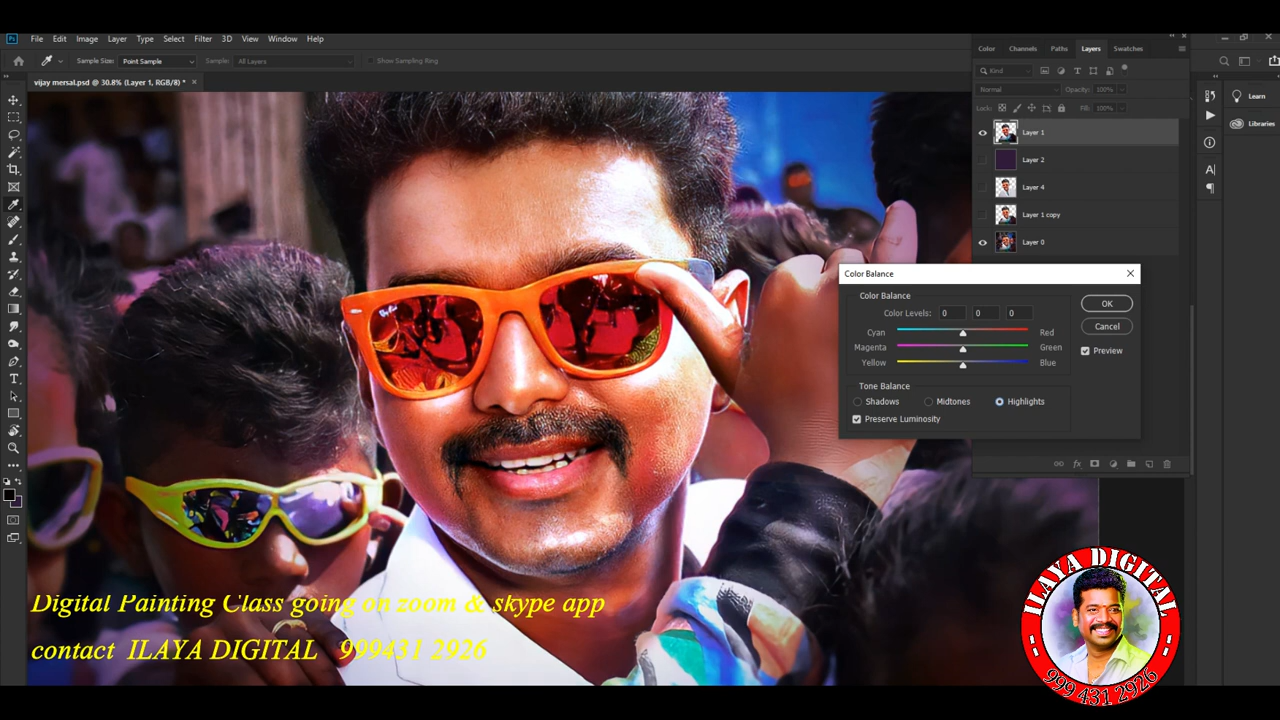 File Edit Image Layer Type Select Filter 3D View Window Help
Sample Size: Point Sample Sample: All Layers Show Sampling Ring
vijay mersal.psd @ 30.8% (Layer 1, RGB/8) *
Color Channels Paths Layers Swatches
Kind
Normal Opacity: 100%
Lock: Fill: 100%
Layer 1
Layer 2
Layer 4
Layer 1 copy
Layer 0
Learn
Libraries
Color Balance
Color Balance
Color Levels: 0 0 0
Cyan Red
Magenta Green
Yellow Blue
Tone Balance
Shadows Midtones Highlights
Preserve Luminosity
OK
Cancel
Preview
Ray-Ban
Digital Painting Class going on zoom & skype app
contact ILAYA DIGITAL 999431 2926
ILAYA DIGITAL
999 431 2926